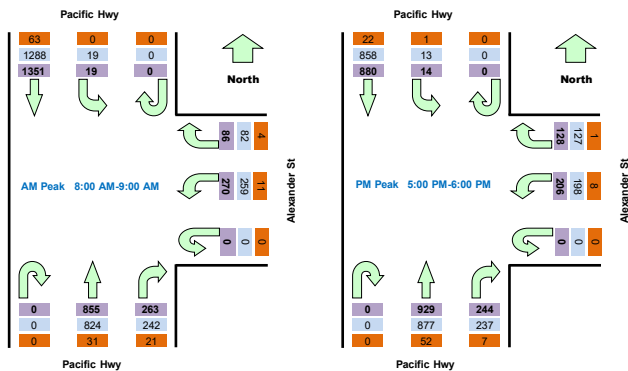 Pacific Hwy
63 0 0
1288 19 0
1351 19 0
North
86 82 4
AM Peak 8:00 AM-9:00 AM
270 259 11
Alexander St
0 0 0
0 855 263
0 824 242
0 31 21
Pacific Hwy
Pacific Hwy
22 1 0
858 13 0
880 14 0
North
128 127 1
PM Peak 5:00 PM-6:00 PM
206 198 8
Alexander St
0 0 0
0 929 244
0 877 237
0 52 7
Pacific Hwy